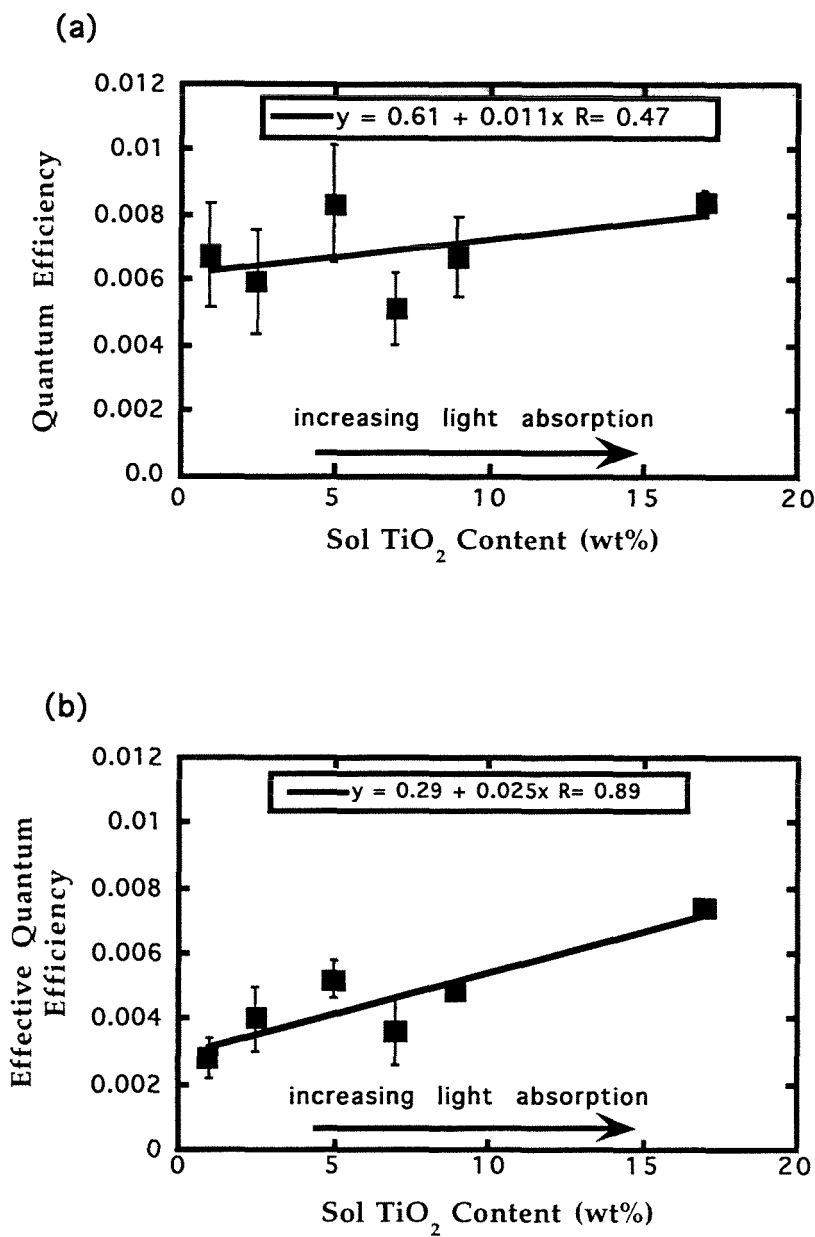 (a)
0.012
y = 0.61 + 0.011x R= 0.47
0.01
0.008
0.006
0.004
0.002
0.0
Quantum Efficiency
increasing light absorption
0 5 10 15 20
Sol TiO2 Content (wt%)
(b)
0.012
y = 0.29 + 0.025x R= 0.89
0.01
0.008
0.006
0.004
0.002
0
Effective Quantum
Efficiency
increasing light absorption
0 5 10 15 20
Sol TiO2 Content (wt%)